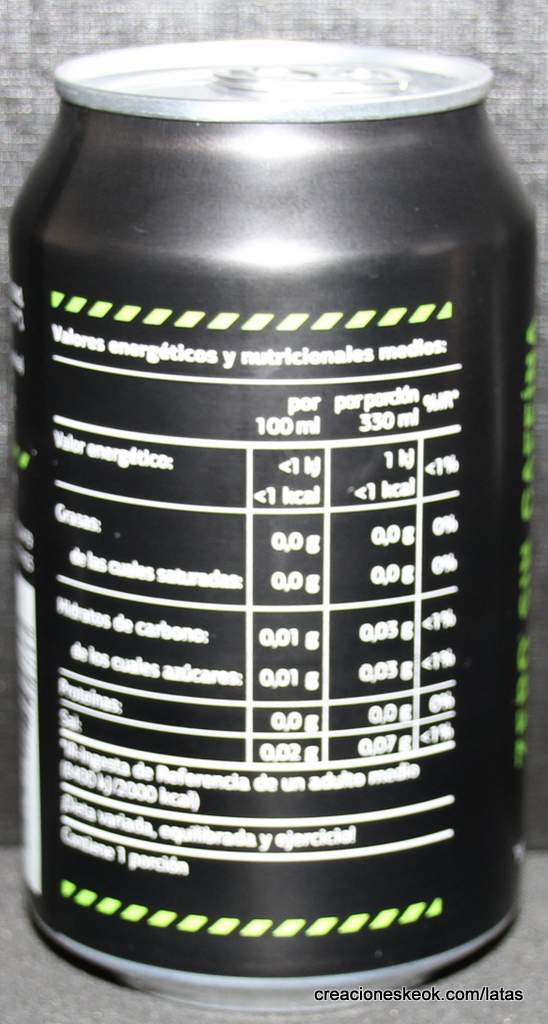 Valores energéticos y nutricionales medios:
por 100 ml por porción 330 ml %IR*
Valor energético: <1 kJ 1 kJ <1%
<1 kcal <1 kcal
Grasas: 0,0 g 0,0 g 0%
de las cuales saturadas: 0,0 g 0,0 g 0%
Hidratos de carbono: 0,01 g 0,03 g <1%
de los cuales azúcares: 0,01 g 0,03 g <1%
Proteínas: 0,0 g 0,0 g 0%
Sal: 0,02 g 0,07 g <1%
*IR-Ingesta de Referencia de un adulto medio
(8400 kJ/2000 kcal)
Dieta variada, equilibrada y ejercicio!
Contiene 1 porción
ZERO SIN CAFEÍNA
creacioneskeok.com/latas